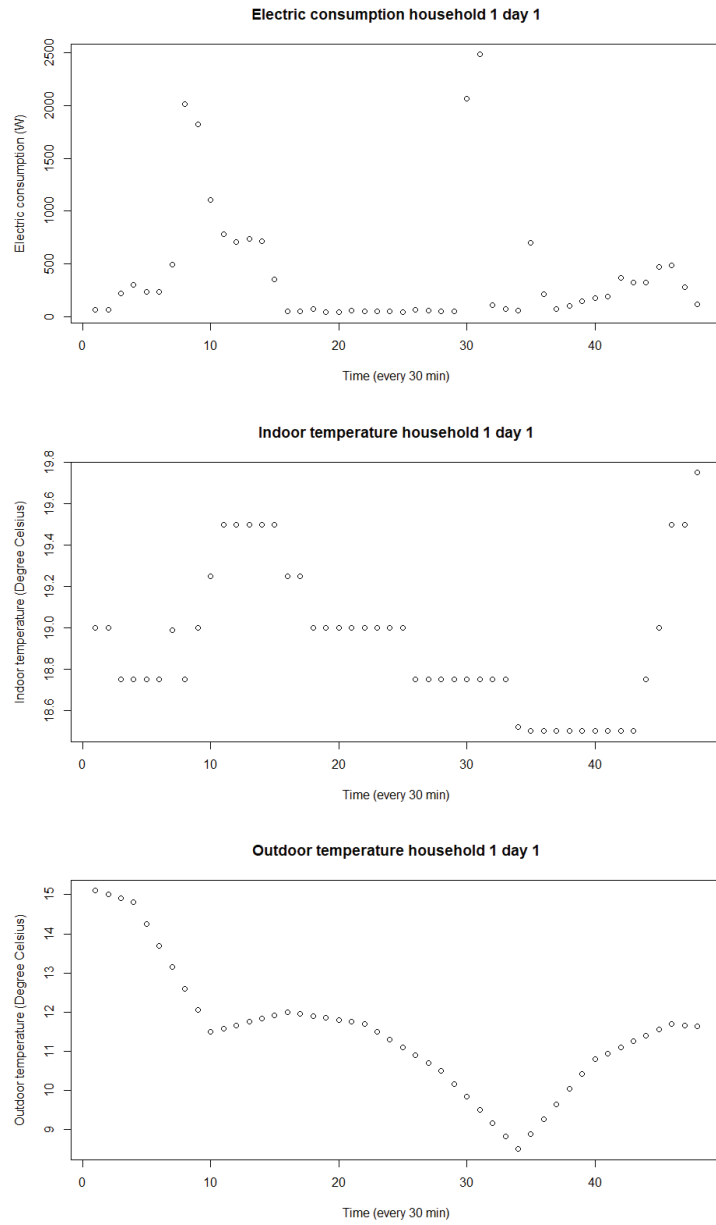 Electric consumption household 1 day 1
Electric consumption (W)
2500
2000
1500
1000
500
0
0 10 20 30 40
Time (every 30 min)
Indoor temperature household 1 day 1
Indoor temperature (Degree Celsius)
19.8
19.6
19.4
19.2
19.0
18.8
18.6
0 10 20 30 40
Time (every 30 min)
Outdoor temperature household 1 day 1
Outdoor temperature (Degree Celsius)
15
14
13
12
11
10
9
0 10 20 30 40
Time (every 30 min)